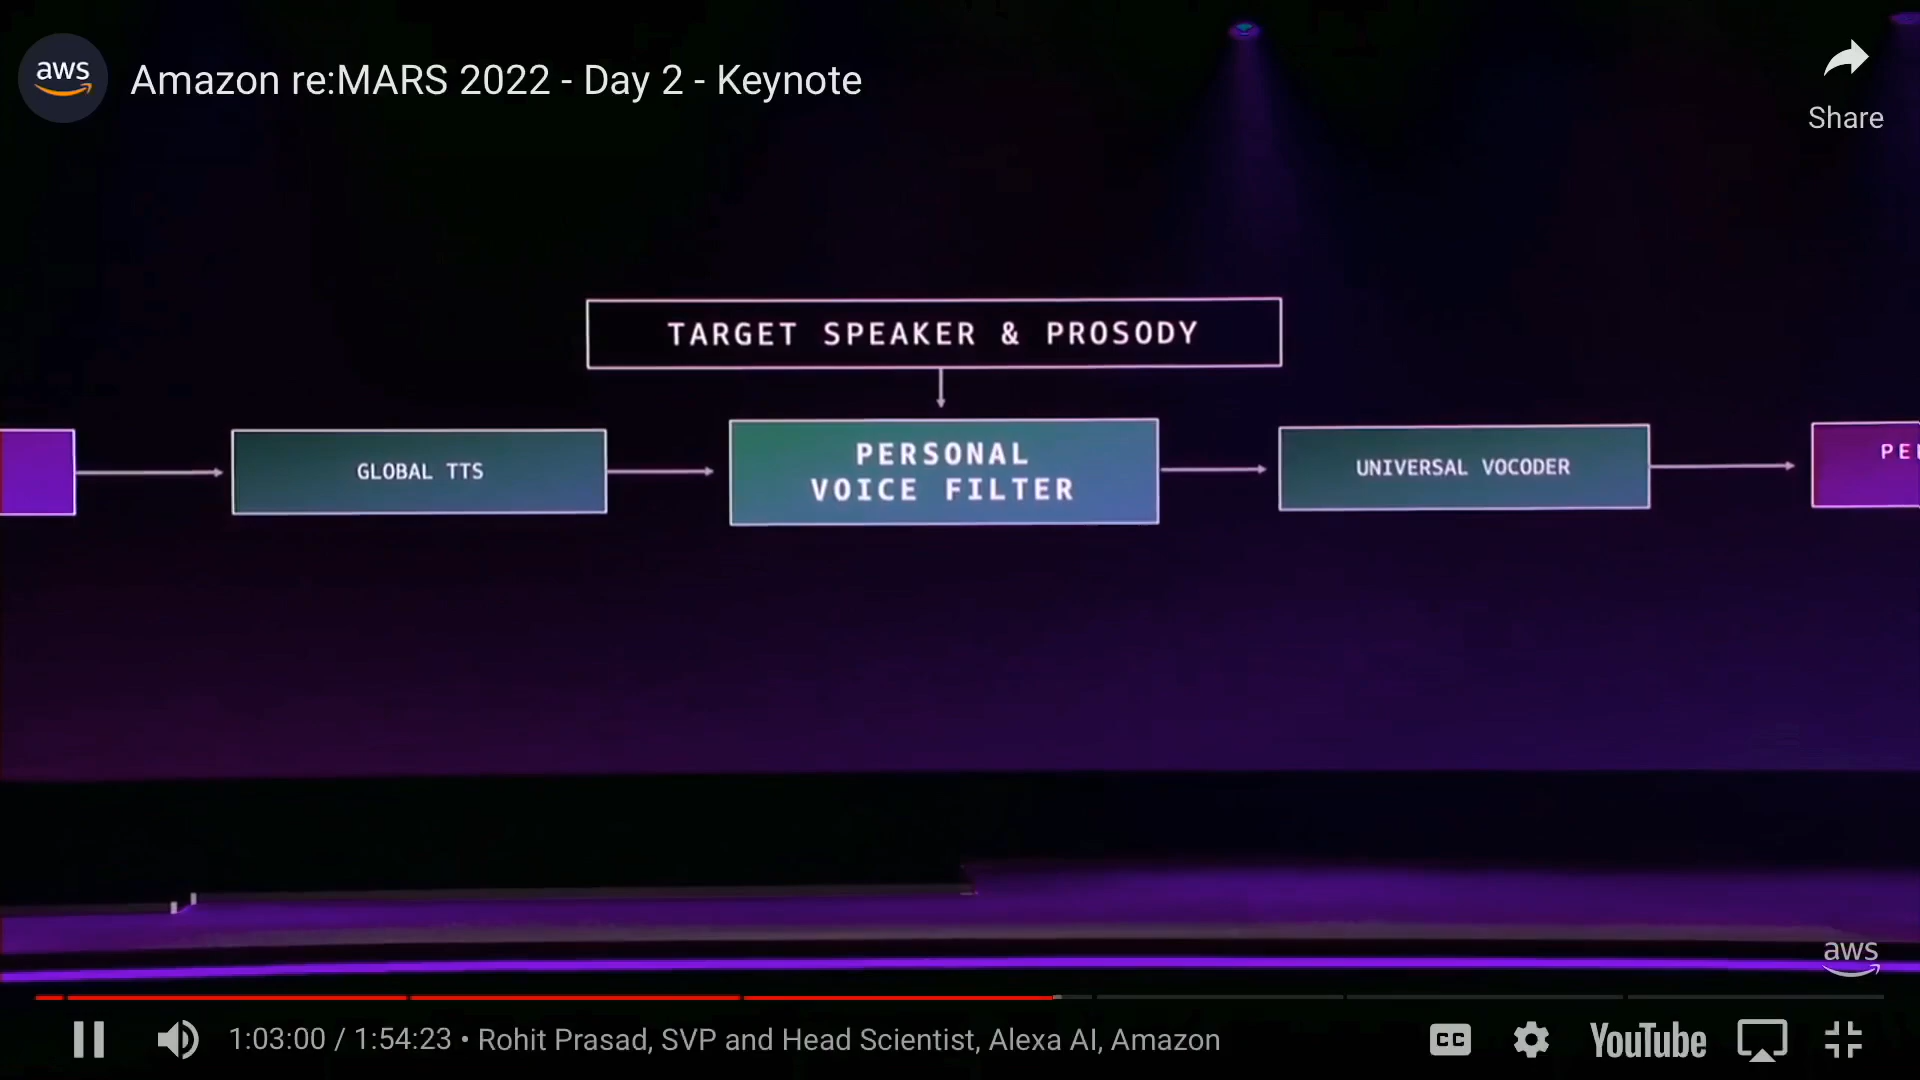 aws
Amazon re:MARS 2022 - Day 2 - Keynote
Share
TARGET SPEAKER & PROSODY
GLOBAL TTS
PERSONAL
VOICE FILTER
UNIVERSAL VOCODER
aws
1:03:00 / 1:54:23 • Rohit Prasad, SVP and Head Scientist, Alexa AI, Amazon
CC
YouTube